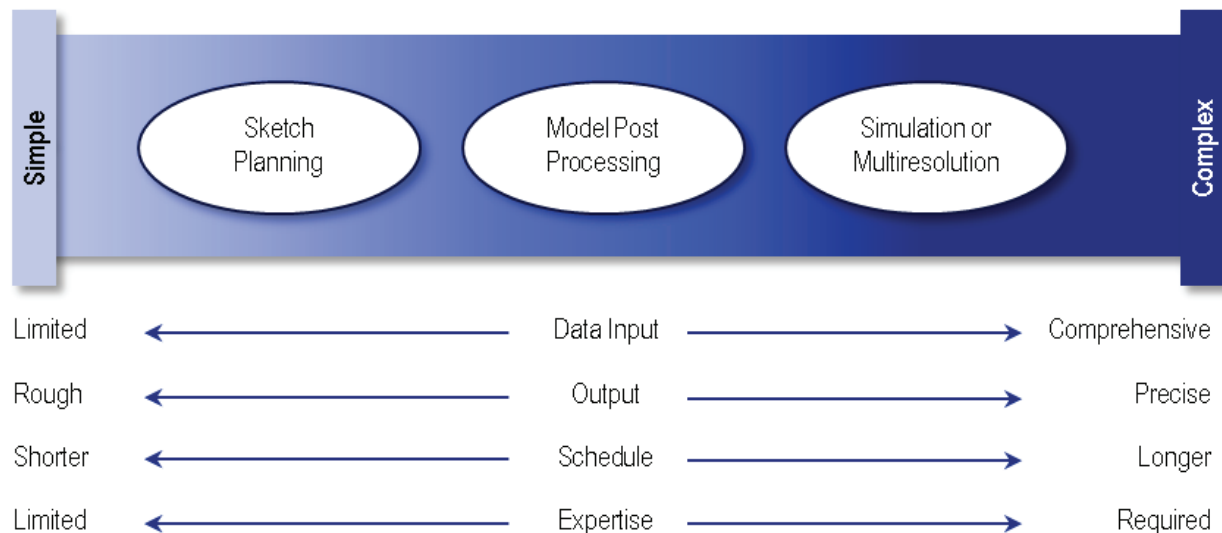 Simple
Sketch
Planning
Model Post
Processing
Simulation or
Multiresolution
Complex
Limited Data Input Comprehensive
Rough Output Precise
Shorter Schedule Longer
Limited Expertise Required